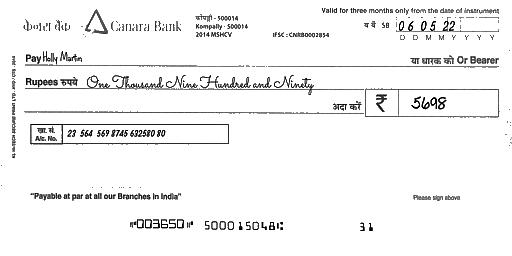 केनरा बैंक Canara Bank
कोमपल्ली - 500014
Kompally - 500014
2014 MSHCV
IFSC : CNRB0002854
Valid for three months only from the date of instrument
SB 06 05 22
D D M M Y Y Y Y
Pay Holly Martin या धारक को Or Bearer
Rupees रुपये One Thousand Nine Hundred and Ninety
अदा करें ₹ 5698
खा. सं.
A/c. No. 23 564 569 8745 632580 80
"Payable at par at all our Branches in India"
Please sign above
⑈003650⑈ 500015048⑆ 31